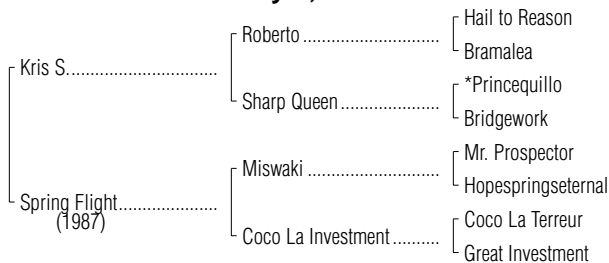 Hail to Reason
Roberto ............................
Bramalea
Kris S..............................
*Princequillo
Sharp Queen ....................
Bridgework
Mr. Prospector
Miswaki ...........................
Hopespringseternal
Spring Flight....................
(1987)
Coco La Terreur
Coco La Investment..........
Great Investment